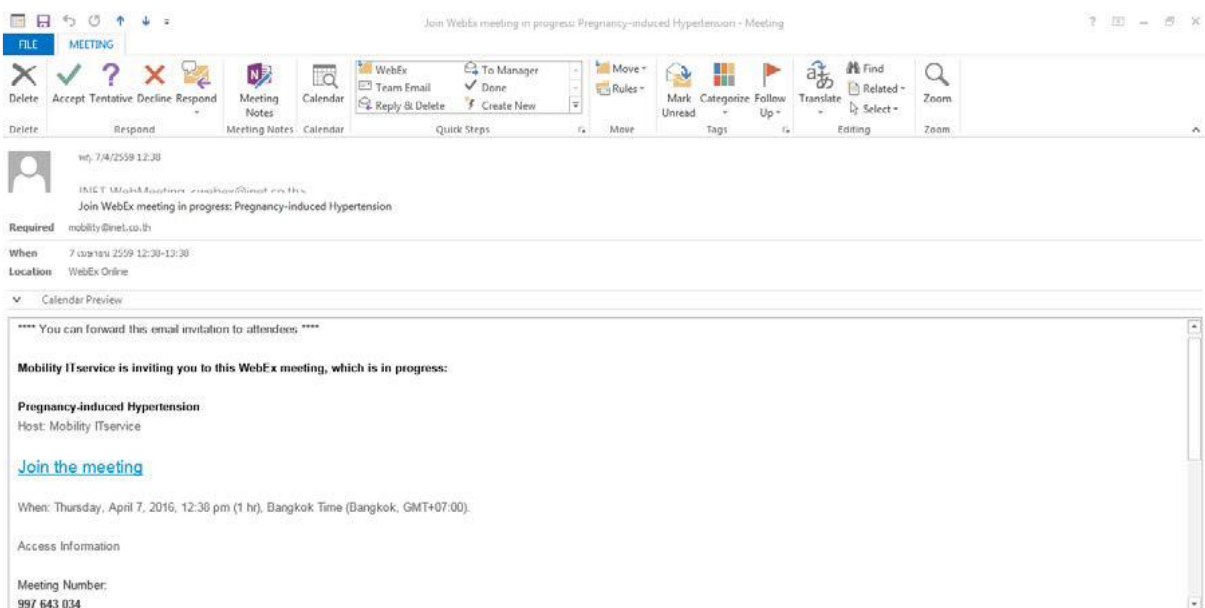 Join WebEx meeting in progress: Pregnancy-induced Hypertension - Meeting
FILE
MEETING
Delete
Accept
Tentative
Decline
Respond
Meeting Notes
Calendar
WebEx
To Manager
Team Email
Done
Reply & Delete
Create New
Move
Rules
Mark Unread
Categorize
Follow Up
Translate
Find
Related
Select
Zoom
Delete
Respond
Meeting Notes
Calendar
Quick Steps
Move
Tags
Editing
Zoom
พฤ. 7/4/2559 12:38
INET WebMeeting <webex@inet.co.th>
Join WebEx meeting in progress: Pregnancy-induced Hypertension
Required mobility@inet.co.th
When 7 เมษายน 2559 12:38-13:38
Location WebEx Online
Calendar Preview
**** You can forward this email invitation to attendees ****
Mobility ITservice is inviting you to this WebEx meeting, which is in progress:
Pregnancy-induced Hypertension
Host: Mobility ITservice
Join the meeting
When: Thursday, April 7, 2016, 12:38 pm (1 hr), Bangkok Time (Bangkok, GMT+07:00).
Access Information
Meeting Number:
997 643 034